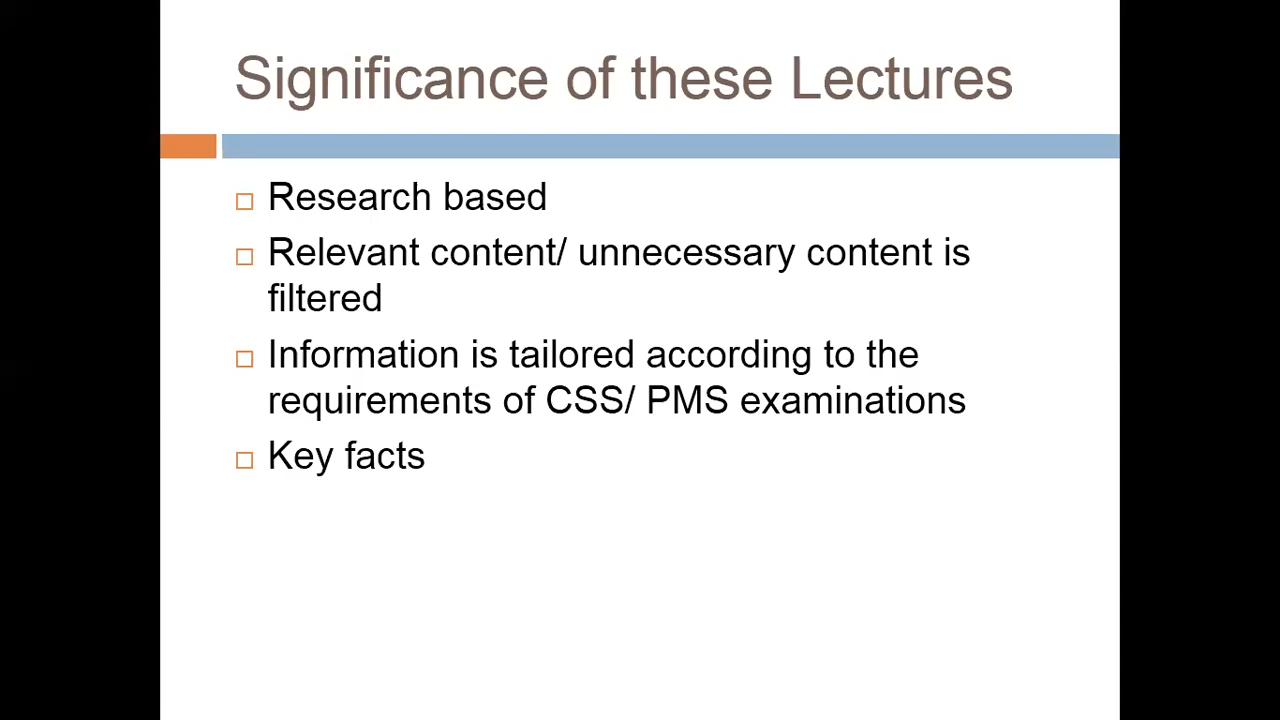 Significance of these Lectures
Research based
Relevant content/ unnecessary content is
filtered
Information is tailored according to the
requirements of CSS/ PMS examinations
Key facts